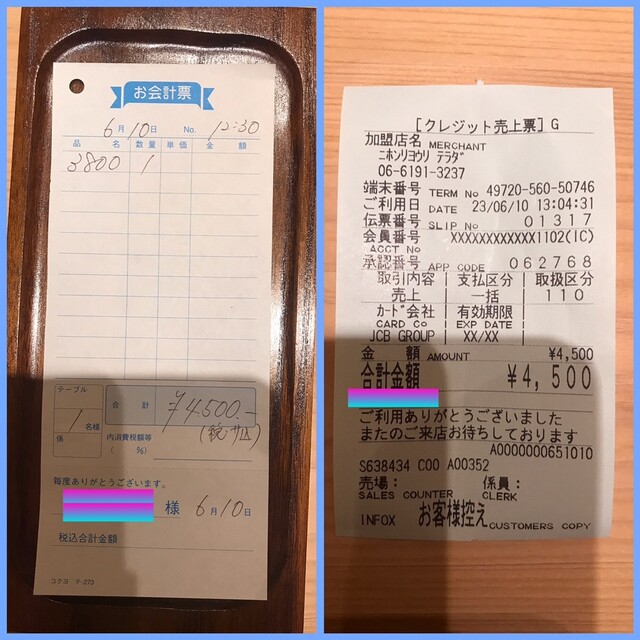 お会計票
6月10日 No. 12:30
品名 数量 単価 金額
3800 1
テーブル
1名様
係
合計 ¥4,500.-
(税・サ込)
内消費税額等
( %)
毎度ありがとうございます。
様 6月10日
税込合計金額
コクヨ テ-273
[クレジット売上票] G
加盟店名 MERCHANT
ニホンリヨウリ テラダ
06-6191-3237
端末番号 TERM No 49720-560-50746
ご利用日 DATE 23/06/10 13:04:31
伝票番号 SLIP No 01317
会員番号 XXXXXXXXXXXX1102(IC)
ACCT No
承認番号 APP CODE 062768
取引内容 支払区分 取扱区分
売上 一括 110
カード会社 有効期限
CARD Co EXP DATE
JCB GROUP XX/XX
金額 AMOUNT ¥4,500
合計金額 ¥4,500
ご利用ありがとうございました
またのご来店お待ちしております
A0000000651010
S638434 C00 A00352
売場: 係員:
SALES COUNTER CLERK
INFOX お客様控え CUSTOMERS COPY